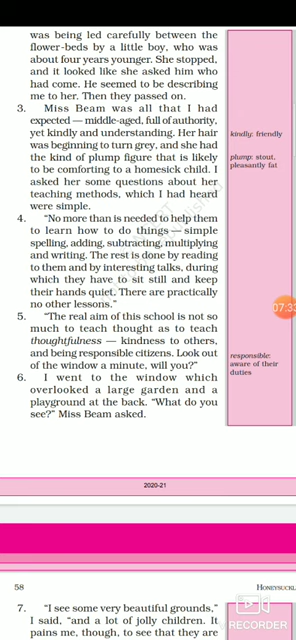 was being led carefully between the
flower-beds by a little boy, who was
about four years younger. She stopped,
and it looked like she asked him who
had come. He seemed to be describing
me to her. Then they passed on.
3. Miss Beam was all that I had
expected — middle-aged, full of authority,
yet kindly and understanding. Her hair
was beginning to turn grey, and she had
the kind of plump figure that is likely
to be comforting to a homesick child. I
asked her some questions about her
teaching methods, which I had heard
were simple.
kindly: friendly
plump: stout,
pleasantly fat
4. “No more than is needed to help them
to learn how to do things — simple
spelling, adding, subtracting, multiplying
and writing. The rest is done by reading
to them and by interesting talks, during
which they have to sit still and keep
their hands quiet. There are practically
no other lessons.”
07:33
5. “The real aim of this school is not so
much to teach thought as to teach
thoughtfulness — kindness to others,
and being responsible citizens. Look out
of the window a minute, will you?”
responsible:
aware of their
duties
6. I went to the window which
overlooked a large garden and a
playground at the back. “What do you
see?” Miss Beam asked.
2020-21
58
HONEYSUCKL
7. “I see some very beautiful grounds,”
I said, “and a lot of jolly children. It
pains me, though, to see that they are
RECORDER